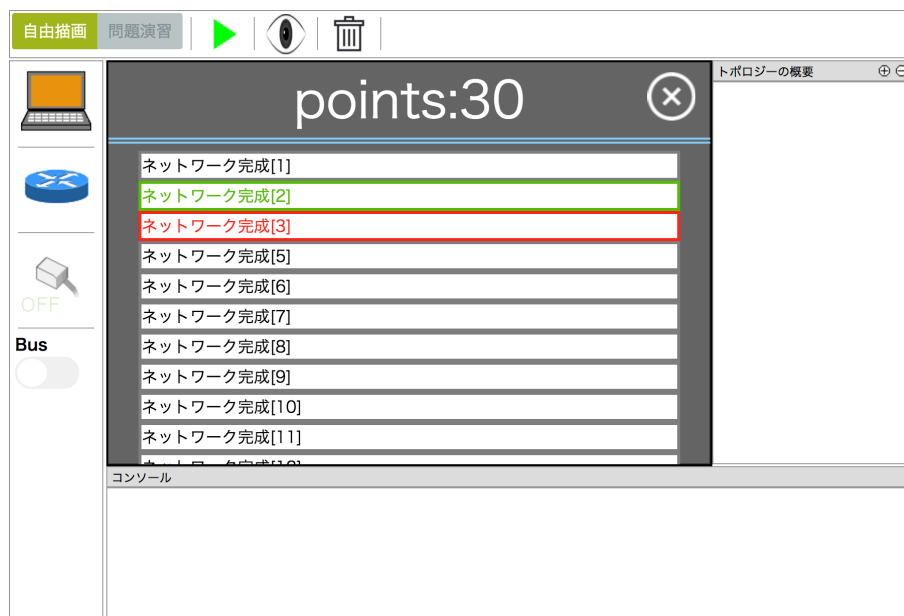 自由描画 問題演習
points:30
トポロジーの概要
ネットワーク完成[1]
ネットワーク完成[2]
ネットワーク完成[3]
ネットワーク完成[5]
ネットワーク完成[6]
ネットワーク完成[7]
ネットワーク完成[8]
ネットワーク完成[9]
ネットワーク完成[10]
ネットワーク完成[11]
OFF
Bus
コンソール